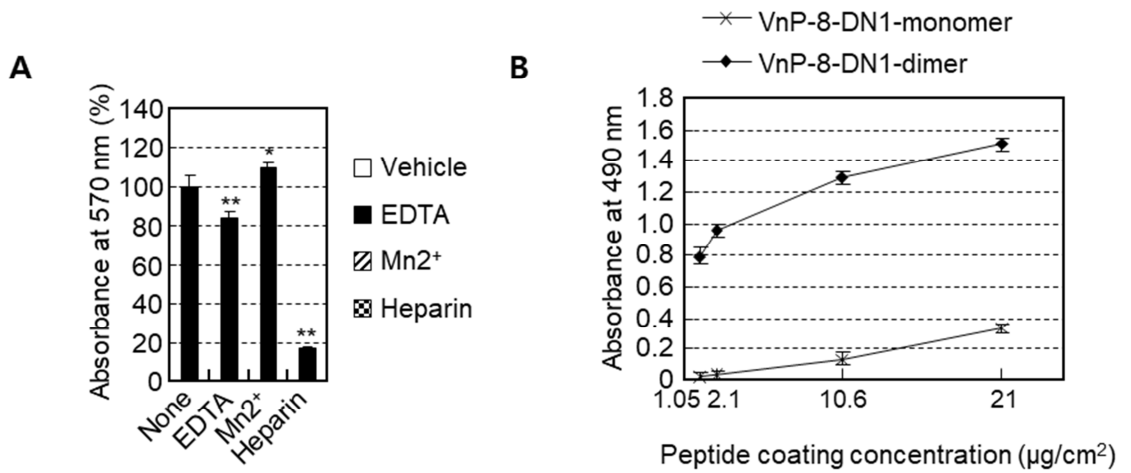 A
Absorbance at 570 nm (%)
140
120
100
80
60
40
20
0
*
**
**
None
EDTA
Mn2⁺
Heparin
Vehicle
EDTA
Mn2⁺
Heparin
B
VnP-8-DN1-monomer
VnP-8-DN1-dimer
Absorbance at 490 nm
1.8
1.6
1.4
1.2
1.0
0.8
0.6
0.4
0.2
0
1.05 2.1 10.6 21
Peptide coating concentration (μg/cm²)